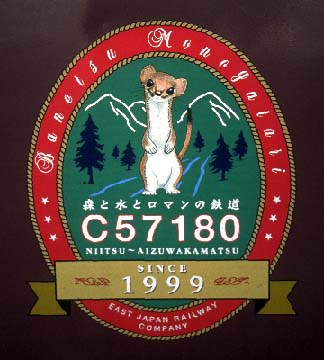 Banetsu Monogatari
森と水とロマンの鉄道
C57180
NIITSU~AIZUWAKAMATSU
SINCE
1999
EAST JAPAN RAILWAY
COMPANY